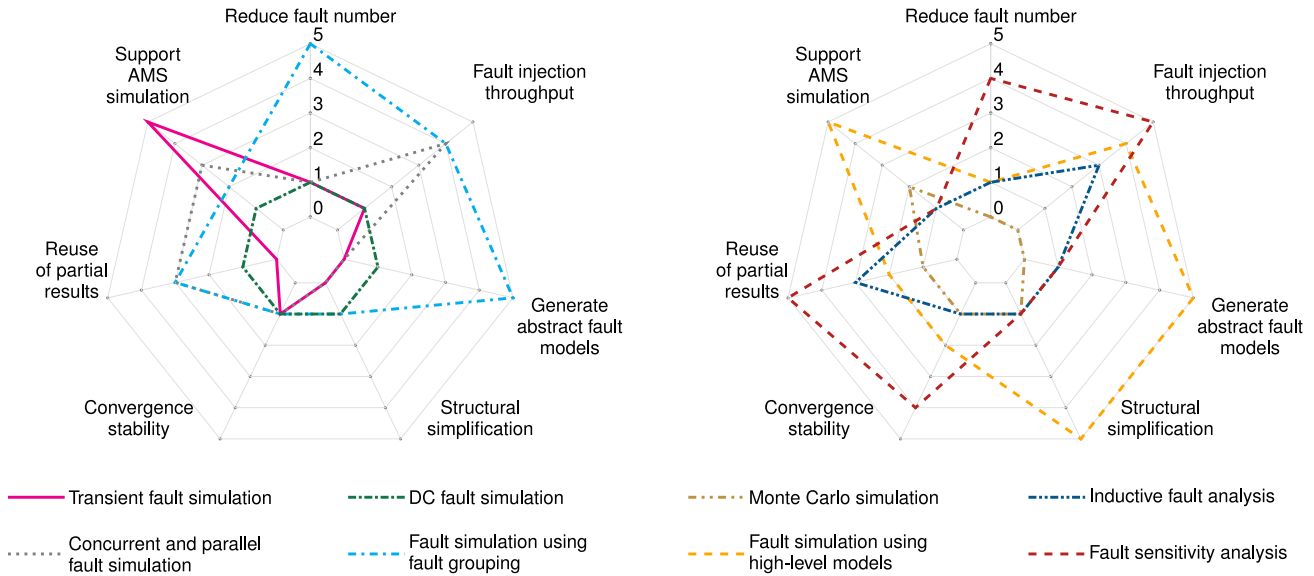 Reduce fault number
5
4
3
2
1
0
Support
AMS
simulation
Fault injection
throughput
Reuse
of partial
results
Generate
abstract fault
models
Convergence
stability
Structural
simplification
Reduce fault number
5
4
3
2
1
0
Support
AMS
simulation
Fault injection
throughput
Reuse
of partial
results
Generate
abstract fault
models
Convergence
stability
Structural
simplification
Transient fault simulation
DC fault simulation
Monte Carlo simulation
Inductive fault analysis
Concurrent and parallel
fault simulation
Fault simulation using
fault grouping
Fault simulation using
high-level models
Fault sensitivity analysis